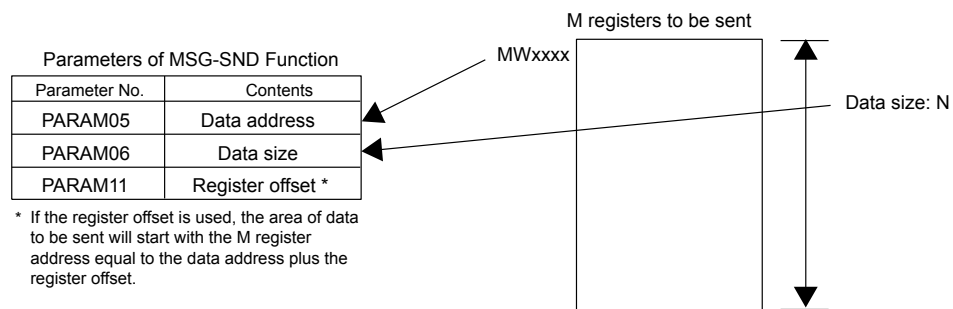 M registers to be sent
Parameters of MSG-SND Function
MWxxxx
Parameter No. Contents
PARAM05 Data address
PARAM06 Data size
PARAM11 Register offset *
Data size: N
* If the register offset is used, the area of data
to be sent will start with the M register
address equal to the data address plus the
register offset.